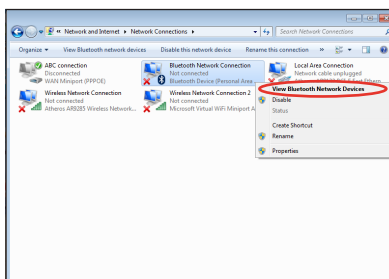 « Network and Internet ▸ Network Connections ▸
Search Network Connections
Organize ▾ View Bluetooth network devices Disable this network device Rename this connection »
ABC connection
Disconnected
WAN Miniport (PPPOE)
Bluetooth Network Connection
Not connected
Bluetooth Device (Personal Area...
Local Area Connection
Network cable unplugged
Wireless Network Connection
Not connected
Atheros AR9285 Wireless Network...
Wireless Network Connection 2
Not connected
Microsoft Virtual WiFi Miniport A
View Bluetooth Network Devices
Disable
Status
Create Shortcut
Rename
Properties